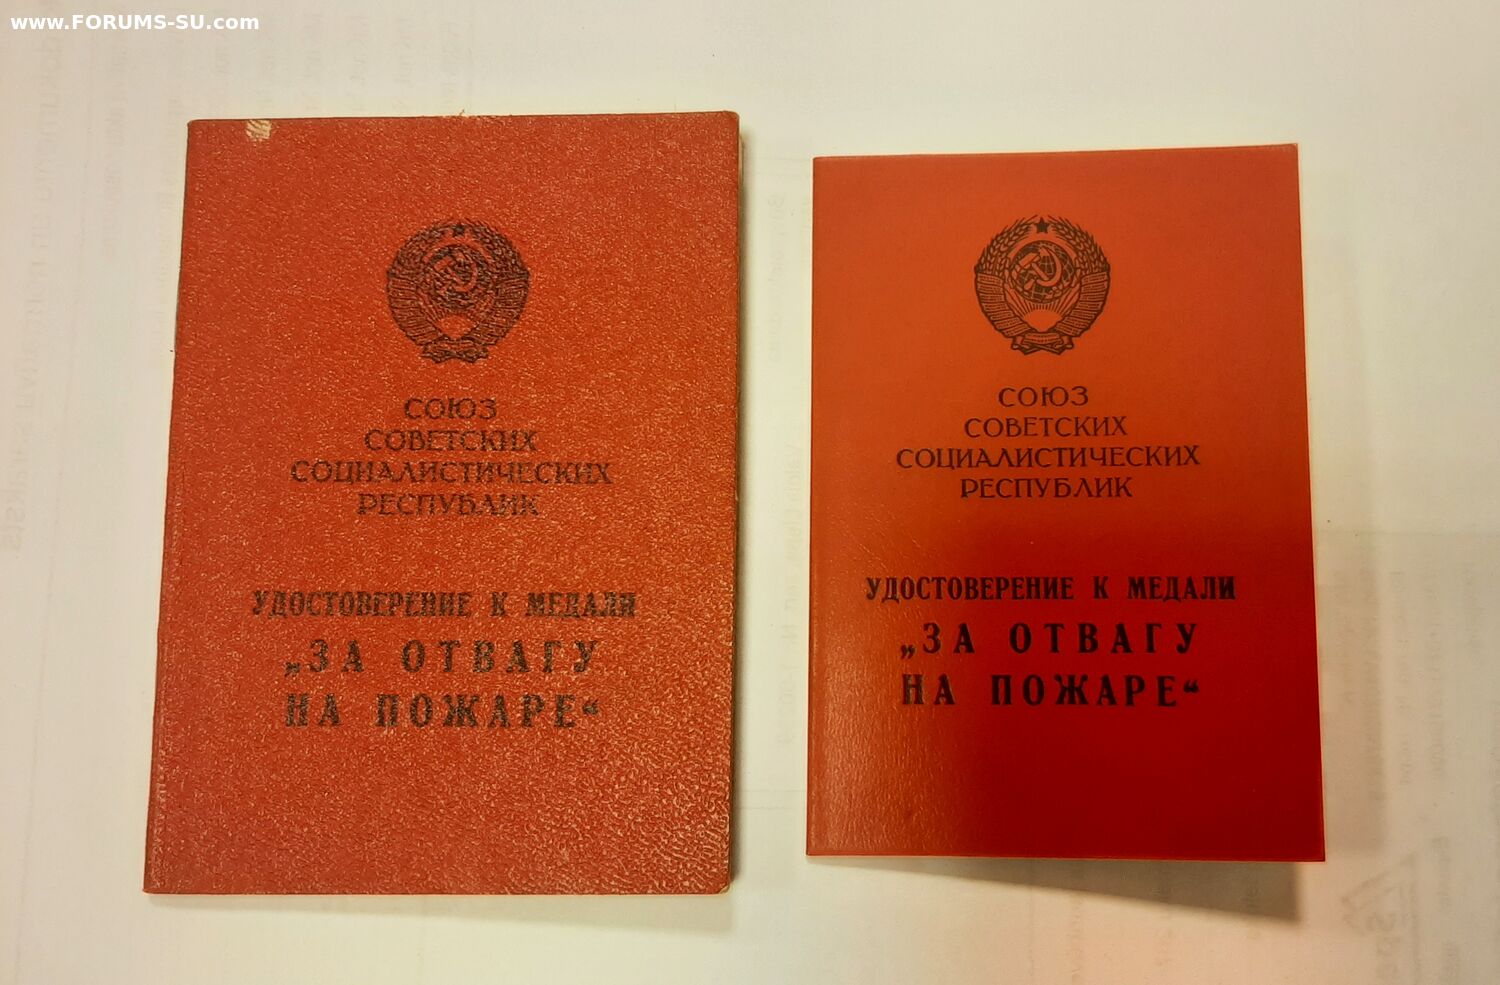 www.FORUMS-SU.com
СОЮЗ
СОВЕТСКИХ
СОЦИАЛИСТИЧЕСКИХ
РЕСПУБЛИК
УДОСТОВЕРЕНИЕ К МЕДАЛИ
„ЗА ОТВАГУ
НА ПОЖАРЕ“
СОЮЗ
СОВЕТСКИХ
СОЦИАЛИСТИЧЕСКИХ
РЕСПУБЛИК
УДОСТОВЕРЕНИЕ К МЕДАЛИ
„ЗА ОТВАГУ
НА ПОЖАРЕ“